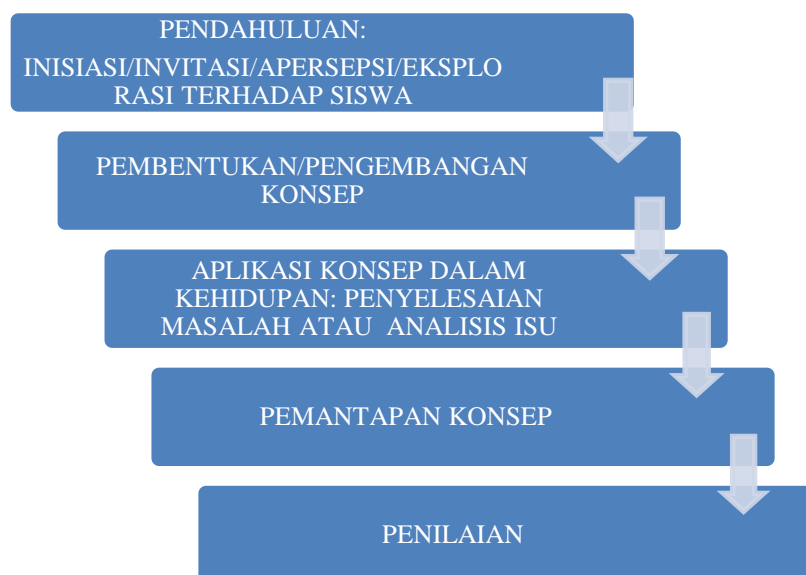 PENDAHULUAN:
INISIASI/INVITASI/APERSEPSI/EKSPLO
RASI TERHADAP SISWA
PEMBENTUKAN/PENGEMBANGAN
KONSEP
APLIKASI KONSEP DALAM
KEHIDUPAN: PENYELESAIAN
MASALAH ATAU ANALISIS ISU
PEMANTAPAN KONSEP
PENILAIAN